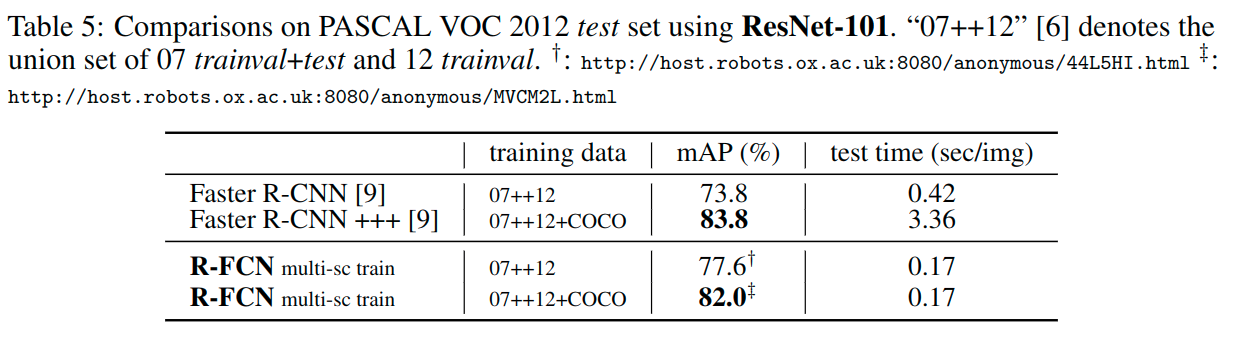 Table 5: Comparisons on PASCAL VOC 2012 test set using ResNet-101. “07++12” [6] denotes the
union set of 07 trainval+test and 12 trainval. †: http://host.robots.ox.ac.uk:8080/anonymous/44L5HI.html ‡:
http://host.robots.ox.ac.uk:8080/anonymous/MVCM2L.html
training data mAP (%) test time (sec/img)
Faster R-CNN [9] 07++12 73.8 0.42
Faster R-CNN +++ [9] 07++12+COCO 83.8 3.36
R-FCN multi-sc train 07++12 77.6† 0.17
R-FCN multi-sc train 07++12+COCO 82.0‡ 0.17